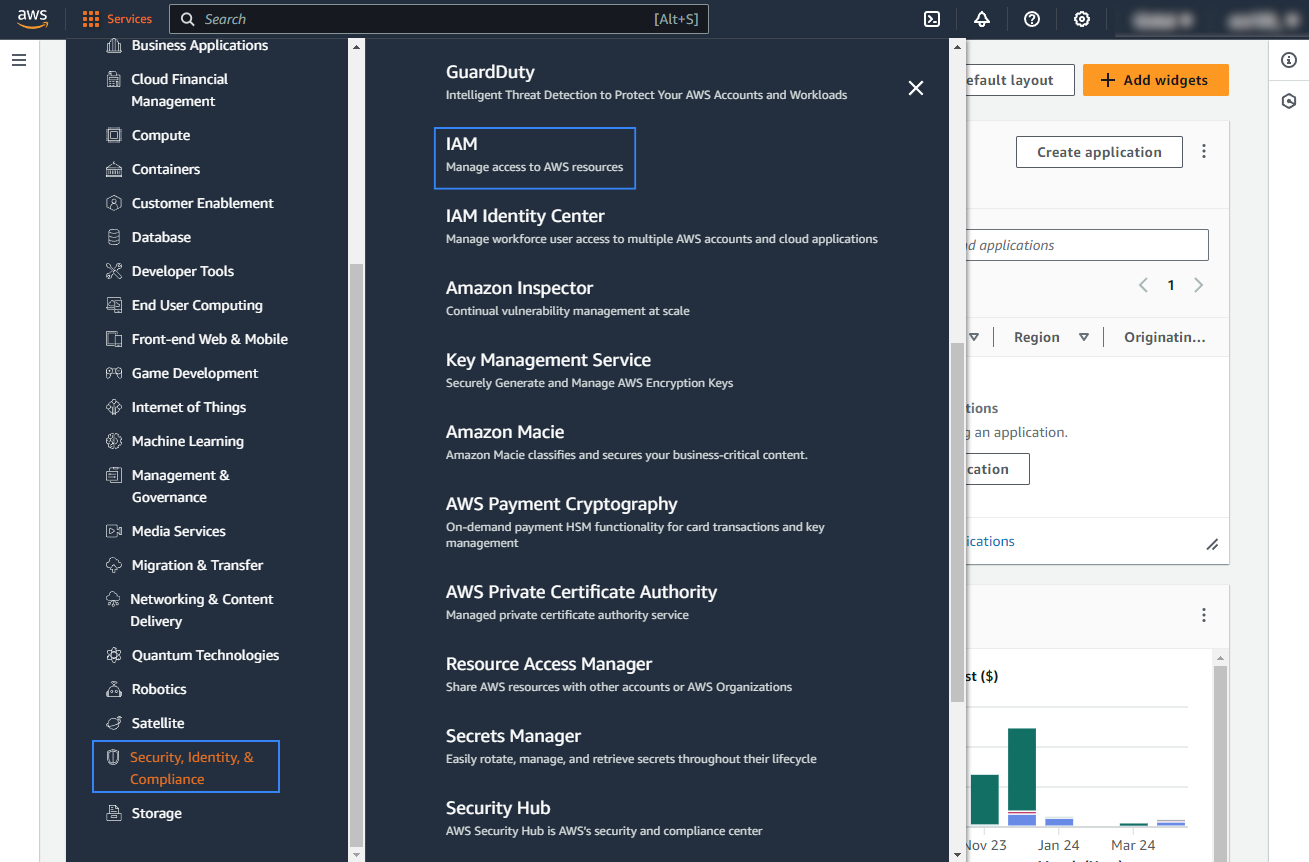 aws
Services
Search
[Alt+S]
Business Applications
Cloud Financial
Management
Compute
Containers
Customer Enablement
Database
Developer Tools
End User Computing
Front-end Web & Mobile
Game Development
Internet of Things
Machine Learning
Management &
Governance
Media Services
Migration & Transfer
Networking & Content
Delivery
Quantum Technologies
Robotics
Satellite
Security, Identity, &
Compliance
Storage
GuardDuty
Intelligent Threat Detection to Protect Your AWS Accounts and Workloads
IAM
Manage access to AWS resources
IAM Identity Center
Manage workforce user access to multiple AWS accounts and cloud applications
Amazon Inspector
Continual vulnerability management at scale
Key Management Service
Securely Generate and Manage AWS Encryption Keys
Amazon Macie
Amazon Macie classifies and secures your business-critical content.
AWS Payment Cryptography
On-demand payment HSM functionality for card transactions and key
management
AWS Private Certificate Authority
Managed private certificate authority service
Resource Access Manager
Share AWS resources with other accounts or AWS Organizations
Secrets Manager
Easily rotate, manage, and retrieve secrets throughout their lifecycle
Security Hub
AWS Security Hub is AWS's security and compliance center
efault layout
Add widgets
Create application
d applications
1
Region
Originatin...
tions
g an application.
cation
ications
st ($)
Nov 23
Jan 24
Mar 24